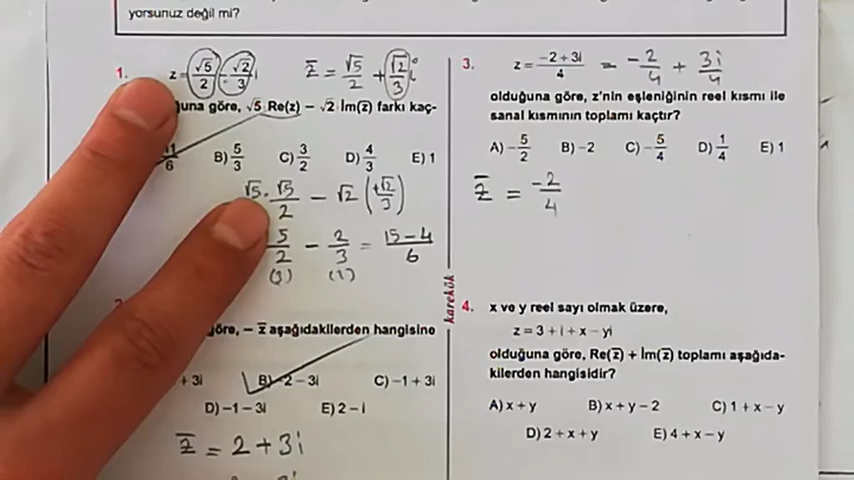 yorsunuz değil mi?
1. z = √5/2 − √2/3 i z̄ = √5/2 + √2/3 i
ğuna göre, √5 Re(z) − √2 İm(z̄) farkı kaç-
11/6 B) 5/3 C) 3/2 D) 4/3 E) 1
√5 · √5/2 − √2 (+√2/3)
5/2 − 2/3 = 15−4/6
(3) (2)
göre, − z̄ aşağıdakilerden hangisine
+ 3i B) −2 − 3i C) −1 + 3i
D) −1 − 3i E) 2 − i
z̄ = 2 + 3i
3. z = −2 + 3i/4 = −2/4 + 3i/4
olduğuna göre, z'nin eşleniğinin reel kısmı ile
sanal kısmının toplamı kaçtır?
A) −5/2 B) −2 C) −5/4 D) 1/4 E) 1
z̄ = −2/4
karekök
4. x ve y reel sayı olmak üzere,
z = 3 + i + x − yi
olduğuna göre, Re(z̄) + İm(z̄) toplamı aşağıda-
kilerden hangisidir?
A) x + y B) x + y − 2 C) 1 + x − y
D) 2 + x + y E) 4 + x − y